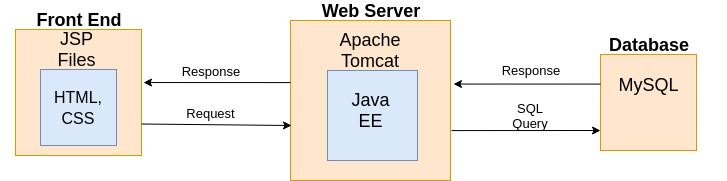 Front End
JSP
Files
HTML,
CSS
Response
Request
Web Server
Apache
Tomcat
Java
EE
Response
SQL
Query
Database
MySQL